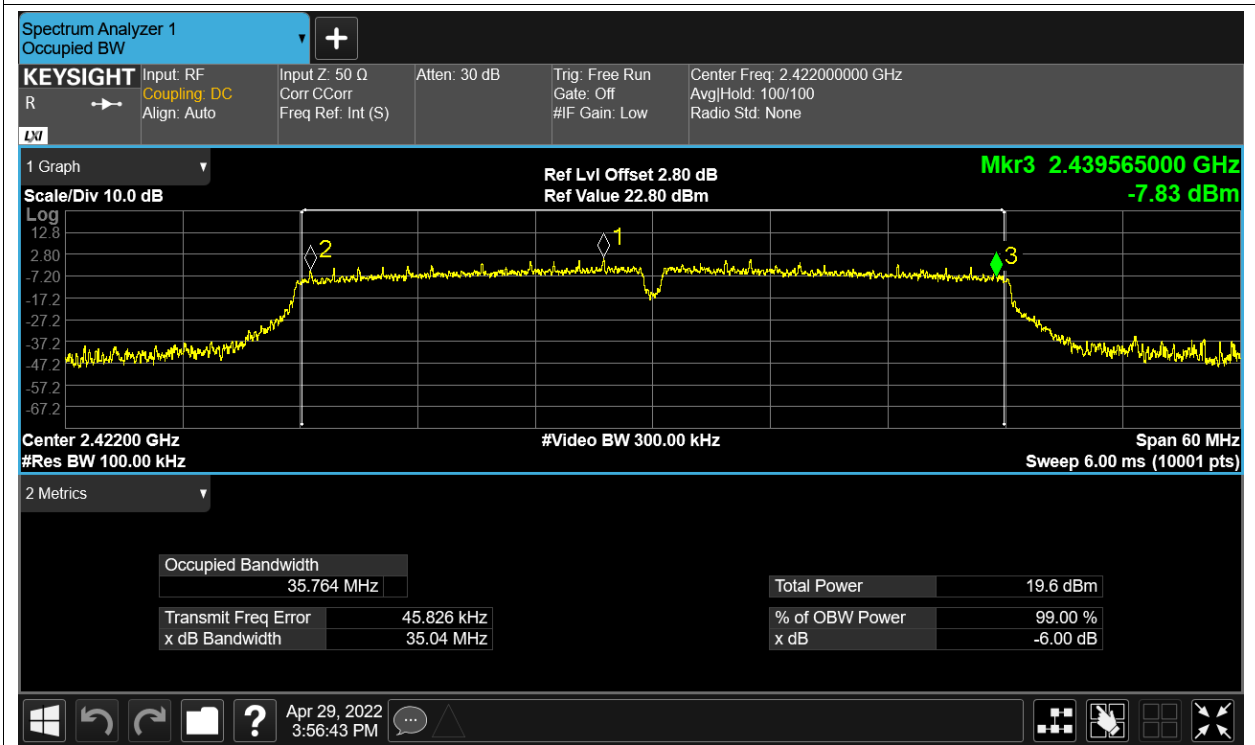 Spectrum Analyzer 1
Occupied BW
+
KEYSIGHT
R
LXI
Input: RF
Coupling: DC
Align: Auto
Input Z: 50 Ω
Corr CCorr
Freq Ref: Int (S)
Atten: 30 dB
Trig: Free Run
Gate: Off
#IF Gain: Low
Center Freq: 2.422000000 GHz
Avg|Hold: 100/100
Radio Std: None
1 Graph
Scale/Div 10.0 dB
Ref Lvl Offset 2.80 dB
Ref Value 22.80 dBm
Mkr3 2.439565000 GHz
-7.83 dBm
Log
12.8
2.80
-7.20
-17.2
-27.2
-37.2
-47.2
-57.2
-67.2
2
1
3
Center 2.42200 GHz
#Video BW 300.00 kHz
Span 60 MHz
#Res BW 100.00 kHz
Sweep 6.00 ms (10001 pts)
2 Metrics
Occupied Bandwidth
35.764 MHz
Transmit Freq Error 45.826 kHz
x dB Bandwidth 35.04 MHz
Total Power 19.6 dBm
% of OBW Power 99.00 %
x dB -6.00 dB
?
Apr 29, 2022
3:56:43 PM